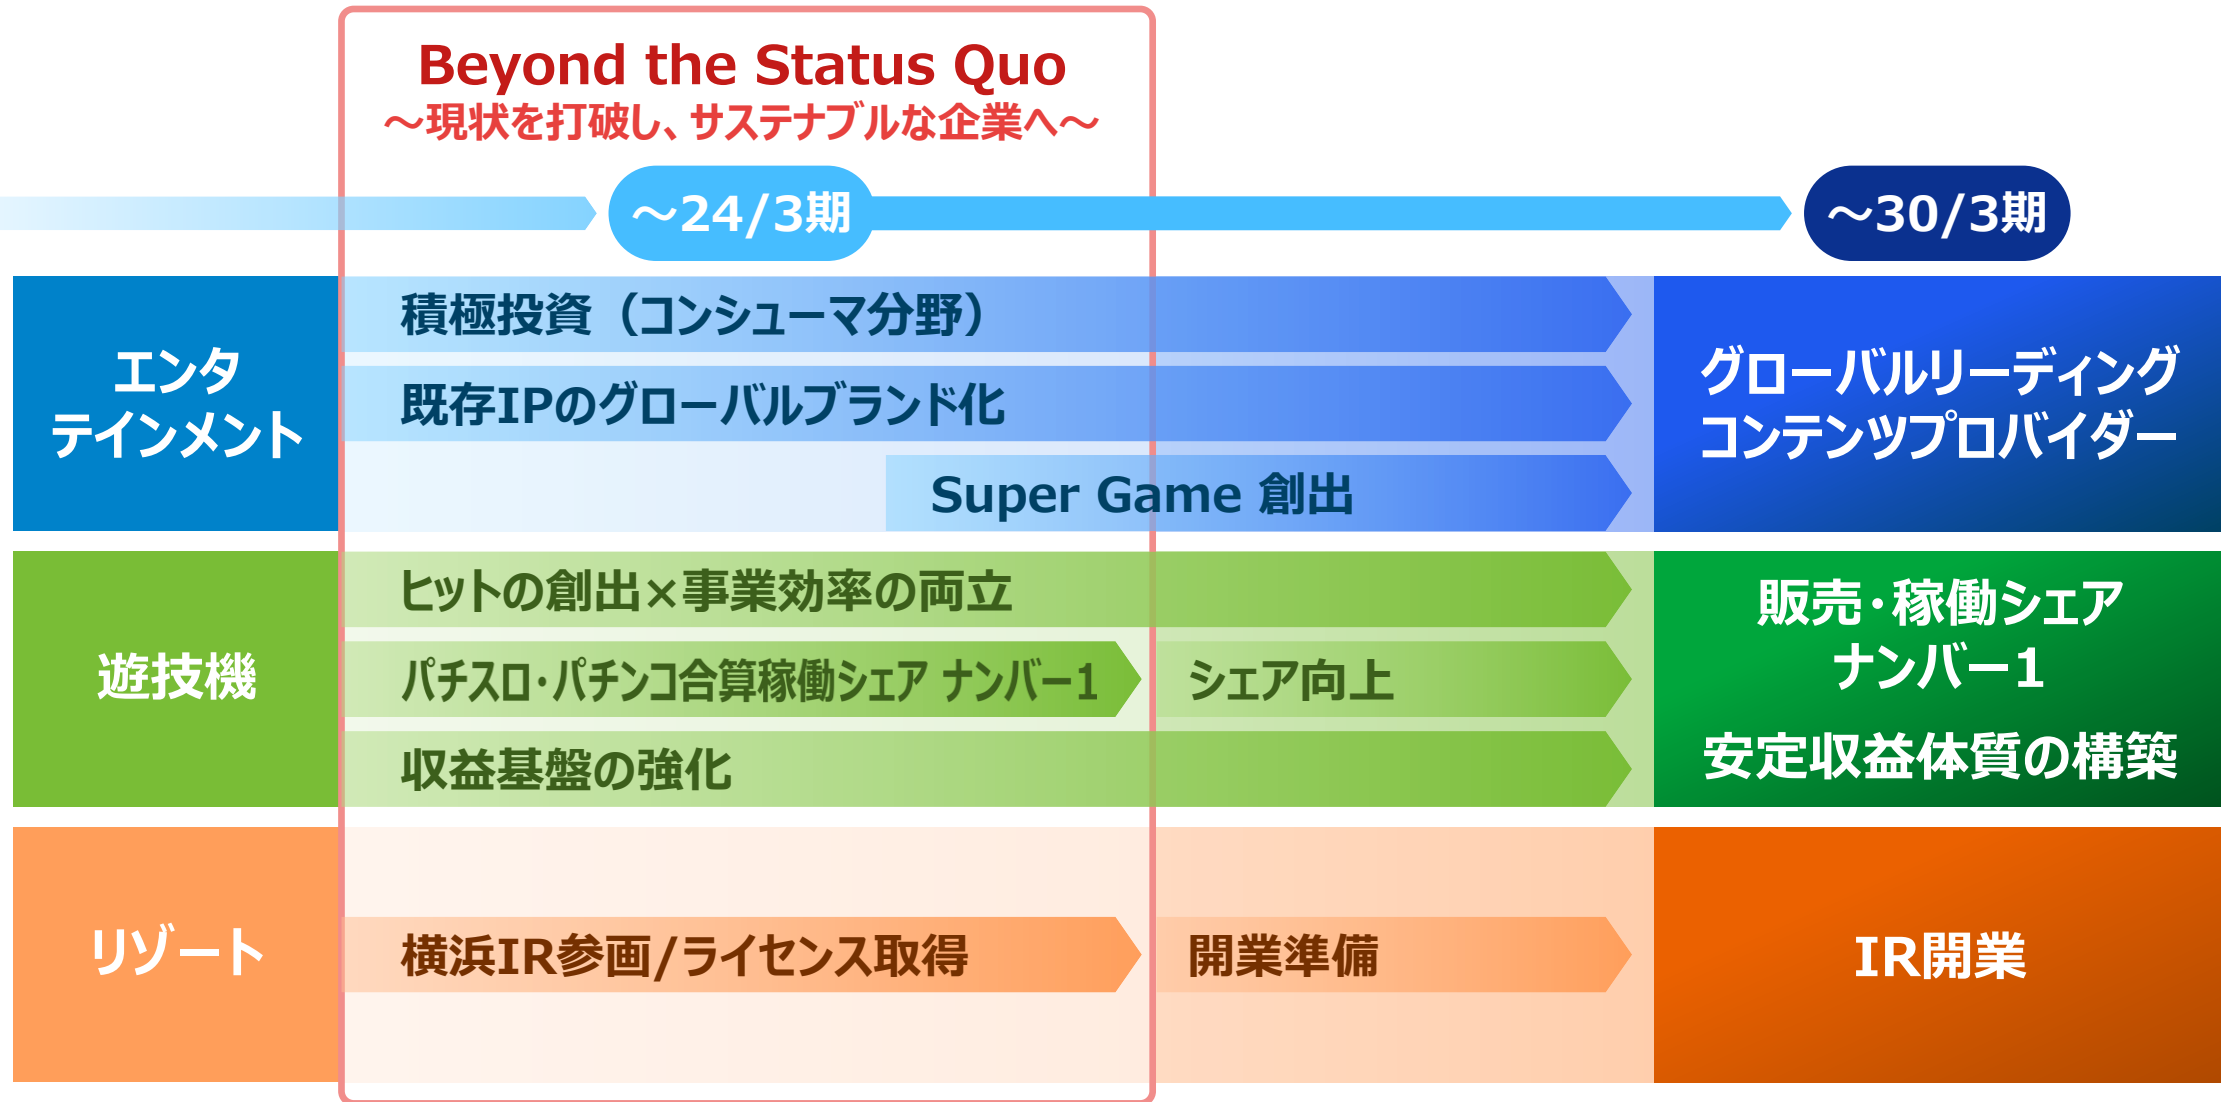 Beyond the Status Quo
～現状を打破し、サステナブルな企業へ～
～24/3期
～30/3期
エンタ
テインメント
積極投資（コンシューマ分野）
既存IPのグローバルブランド化
Super Game 創出
グローバルリーディング
コンテンツプロバイダー
遊技機
ヒットの創出×事業効率の両立
パチスロ・パチンコ合算稼働シェア ナンバー1
シェア向上
収益基盤の強化
販売・稼働シェア
ナンバー1
安定収益体質の構築
リゾート
横浜IR参画/ライセンス取得
開業準備
IR開業